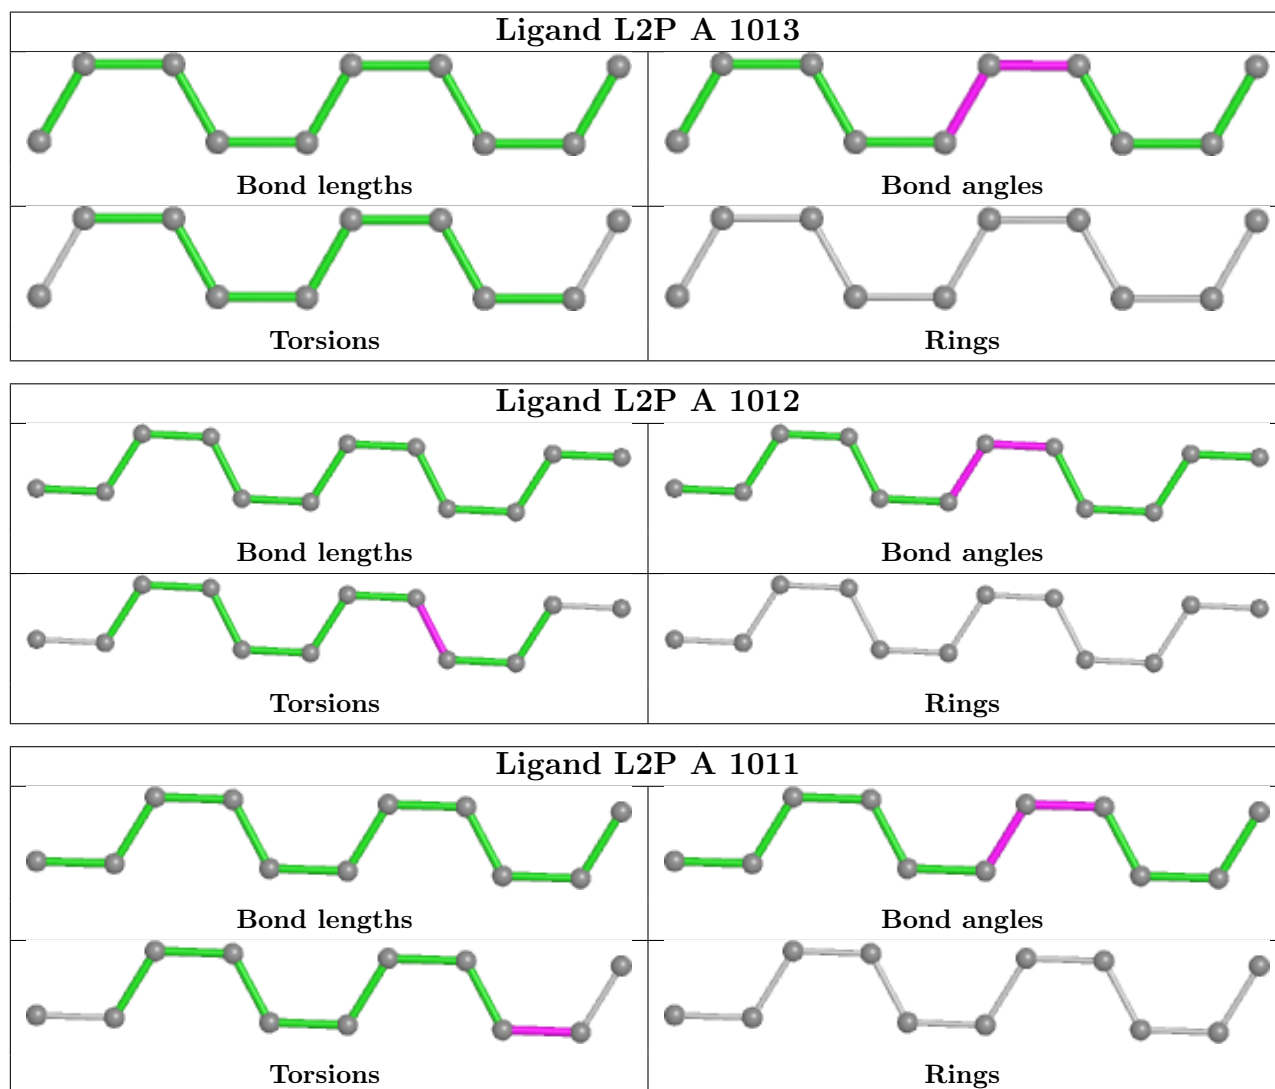 Ligand L2P A 1013
Bond lengths
Bond angles
Torsions
Rings
Ligand L2P A 1012
Bond lengths
Bond angles
Torsions
Rings
Ligand L2P A 1011
Bond lengths
Bond angles
Torsions
Rings